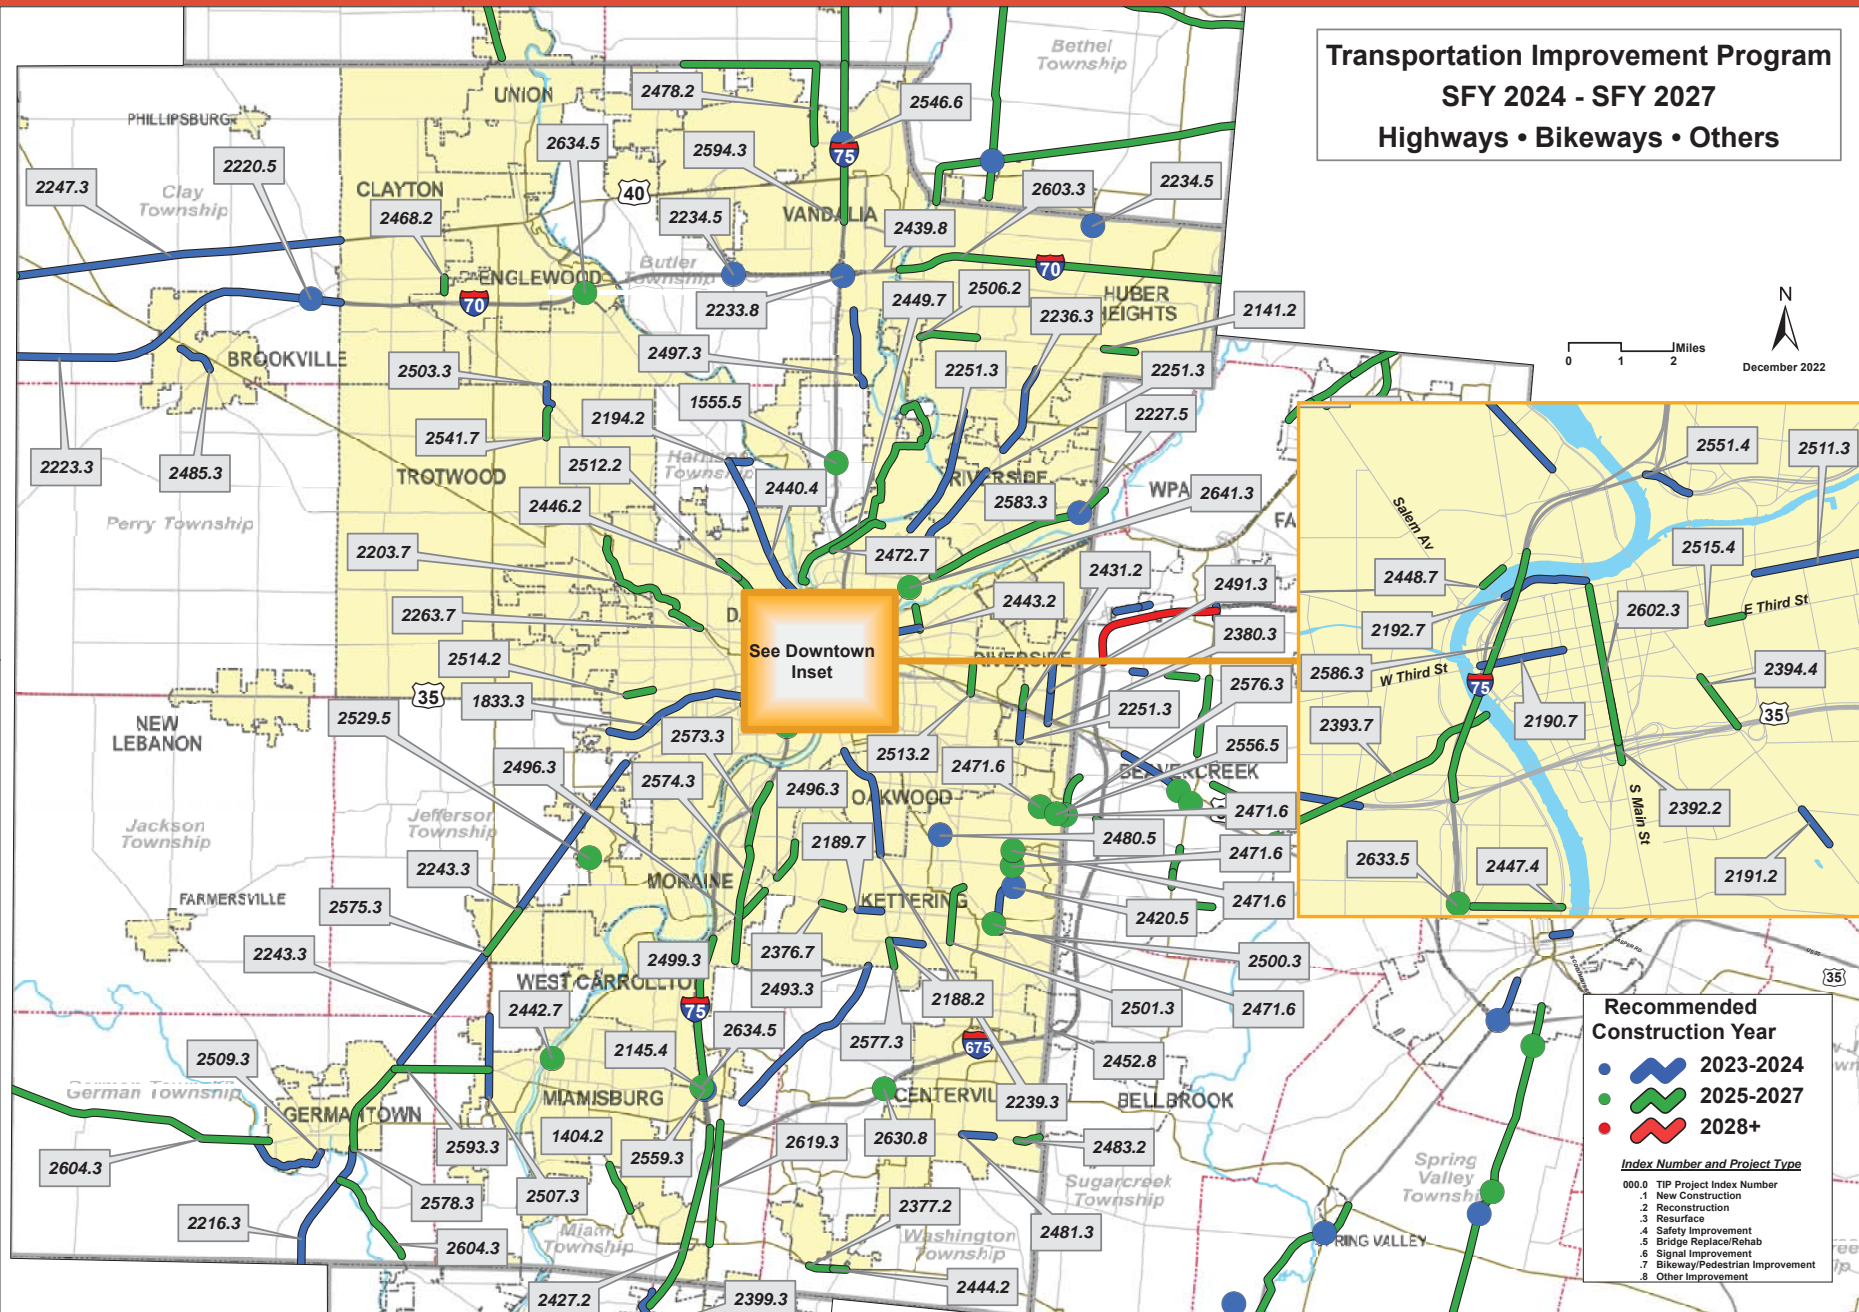 Transportation Improvement Program
SFY 2024 - SFY 2027
Highways • Bikeways • Others
N
Miles
0 1 2
December 2022
Bethel
Township
UNION
PHILLIPSBURG
2478.2
2546.6
75
2634.5
2594.3
2220.5
2247.3
Clay
Township
CLAYTON
40
2603.3
2234.5
2468.2
2234.5
VANDALIA
2439.8
Butler
Township
ENGLEWOOD
70
70
2233.8
2449.7
2506.2
HUBER
HEIGHTS
2236.3
2141.2
BROOKVILLE
2497.3
2503.3
2251.3
2251.3
1555.5
2194.2
2227.5
2541.7
2223.3
2485.3
2512.2
Harrison
Township
TROTWOOD
RIVERSIDE
2440.4
2583.3
2641.3
2446.2
Perry Township
2203.7
2472.7
2431.2
2491.3
2443.2
2263.7
2380.3
See Downtown
Inset
RIVERSIDE
2514.2
35
1833.3
2576.3
2529.5
2251.3
NEW
LEBANON
2573.3
2513.2
2556.5
2496.3
2471.6
BEAVERCREEK
2574.3
2496.3
OAKWOOD
2471.6
Jefferson
Township
Jackson
Township
2189.7
2480.5
2471.6
2243.3
MORAINE
2471.6
FARMERSVILLE
KETTERING
2575.3
2420.5
2243.3
2499.3
2376.7
2500.3
WEST CARROLLTON
2493.3
2188.2
2501.3
2471.6
2442.7
75
2634.5
2577.3
675
2509.3
2145.4
2452.8
German Township
GERMANTOWN
MIAMISBURG
CENTERVIL
2239.3
BELLBROOK
2593.3
1404.2
2559.3
2619.3
2630.8
2483.2
2604.3
2578.3
2507.3
2377.2
Sugarcreek
Township
2216.3
2604.3
Miami
Township
Washington
Township
2481.3
2427.2
2399.3
2444.2
Spring
Valley
Township
RING VALLEY
35
2551.4
2511.3
Salem Av
2515.4
2448.7
2602.3
E Third St
2192.7
2586.3
W Third St
75
2394.4
2190.7
35
2393.7
2392.2
S Main St
2633.5
2447.4
2191.2
Recommended
Construction Year
2023-2024
2025-2027
2028+
Index Number and Project Type
000.0 TIP Project Index Number
.1 New Construction
.2 Reconstruction
.3 Resurface
.4 Safety Improvement
.5 Bridge Replace/Rehab
.6 Signal Improvement
.7 Bikeway/Pedestrian Improvement
.8 Other Improvement